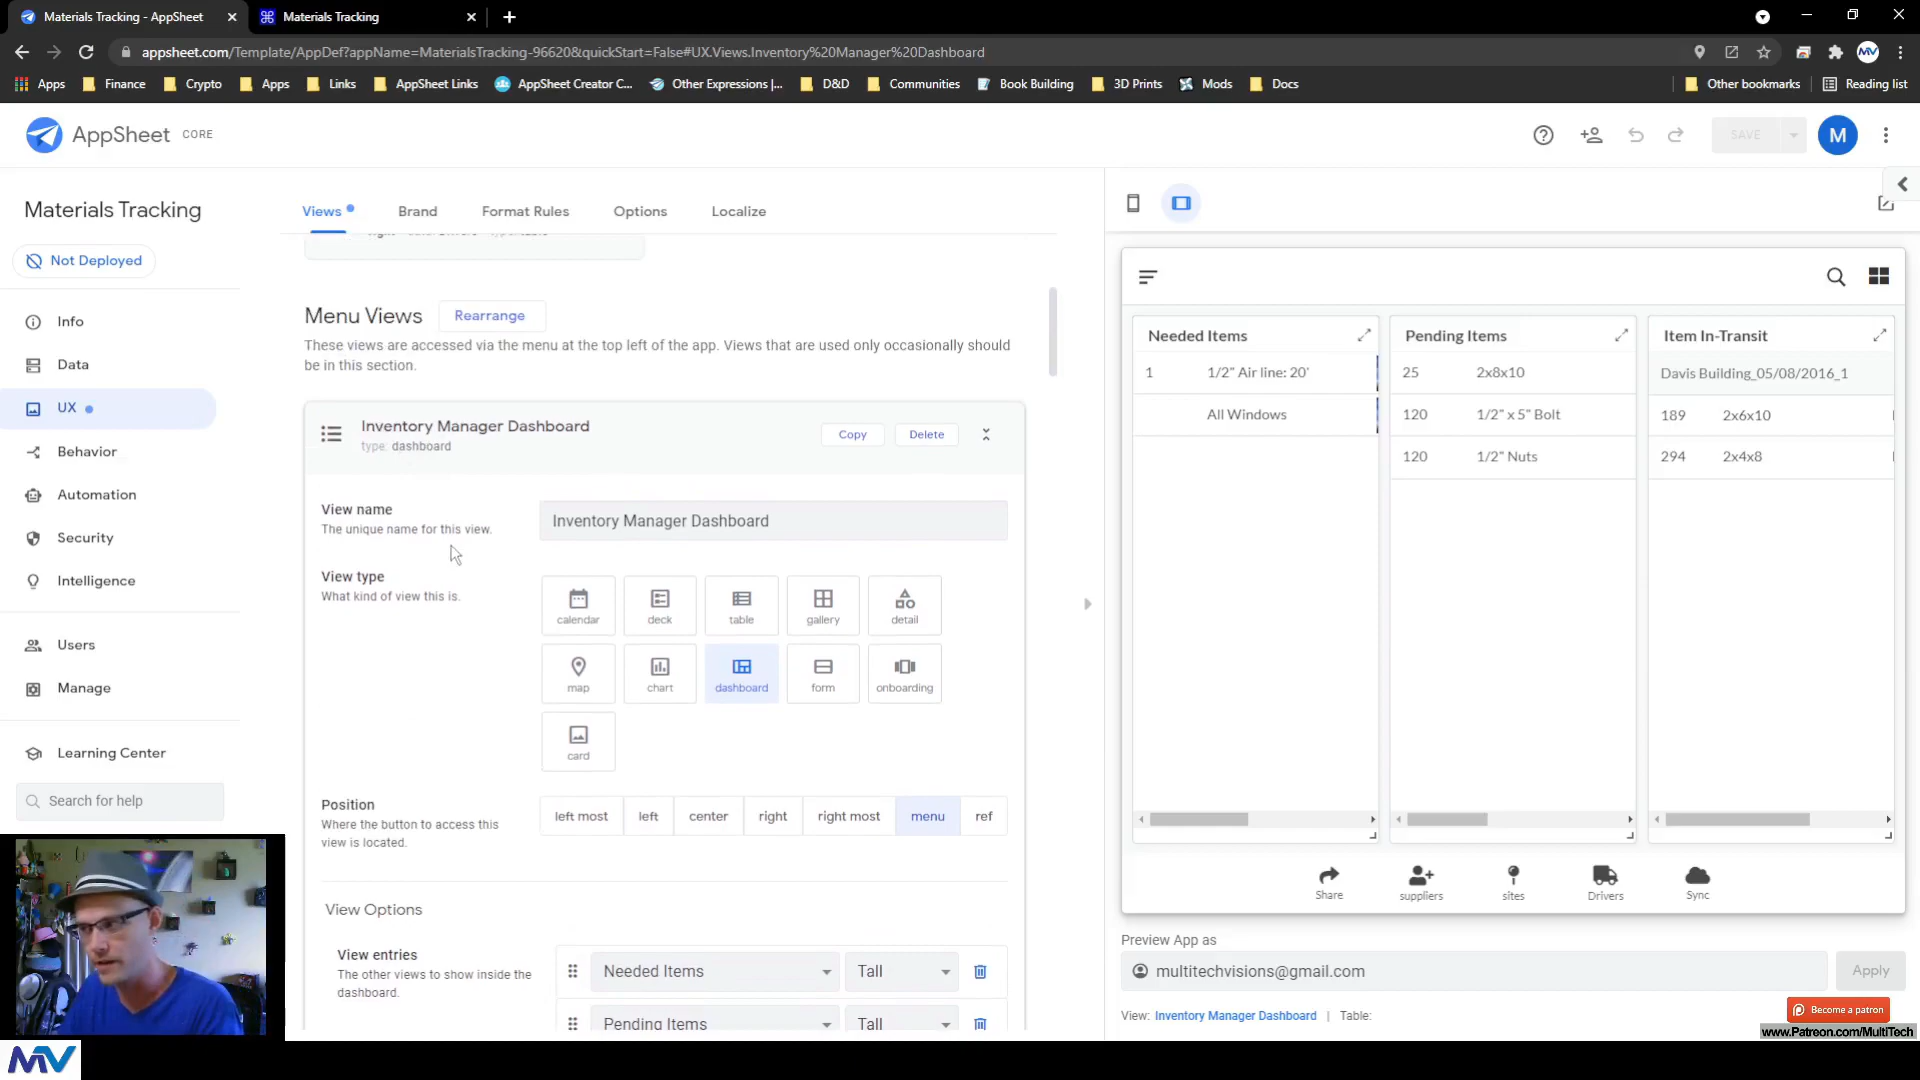 Materials Tracking - AppSheet
Materials Tracking
appsheet.com/Template/AppDef?appName=MaterialsTracking-96620&quickStart=False#UX.Views.Inventory%20Manager%20Dashboard
Apps Finance Crypto Apps Links AppSheet Links AppSheet Creator C... Other Expressions |... D&D Communities Book Building 3D Prints Mods Docs Other bookmarks Reading list
AppSheet CORE
SAVE
M
Materials Tracking
Not Deployed
Info
Data
UX
Behavior
Automation
Security
Intelligence
Users
Manage
Learning Center
Search for help
Views Brand Format Rules Options Localize
Menu Views Rearrange
These views are accessed via the menu at the top left of the app. Views that are used only occasionally should
be in this section.
Inventory Manager Dashboard
type: dashboard
Copy Delete
View name
The unique name for this view.
Inventory Manager Dashboard
View type
What kind of view this is.
calendar deck table gallery detail
map chart dashboard form onboarding
card
Position
Where the button to access this
view is located.
left most left center right right most menu ref
View Options
View entries
The other views to show inside the
dashboard.
Needed Items Tall
Pending Items Tall
Needed Items
1 1/2" Air line: 20'
All Windows
Pending Items
25 2x8x10
120 1/2" x 5" Bolt
120 1/2" Nuts
Item In-Transit
Davis Building_05/08/2016_1
189 2x6x10
294 2x4x8
Share suppliers sites Drivers Sync
Preview App as
multitechvisions@gmail.com
Apply
View: Inventory Manager Dashboard | Table:
Become a patron
www.Patreon.com/MultiTech
MV